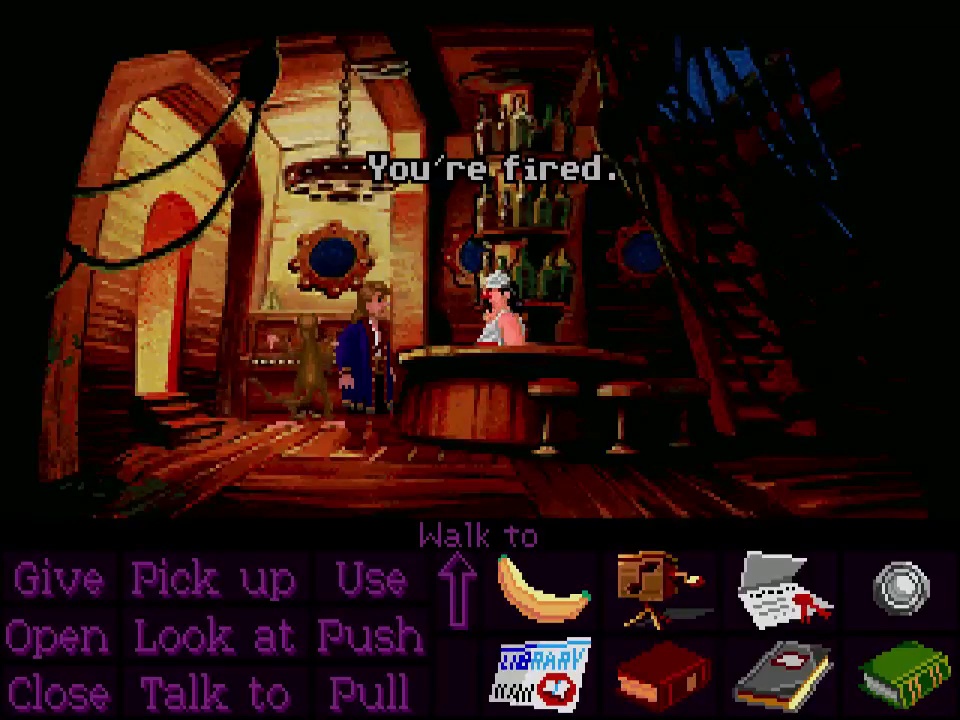 You're fired.
Walk to
Give Pick up Use
Open Look at Push
Close Talk to Pull
LIBRARY